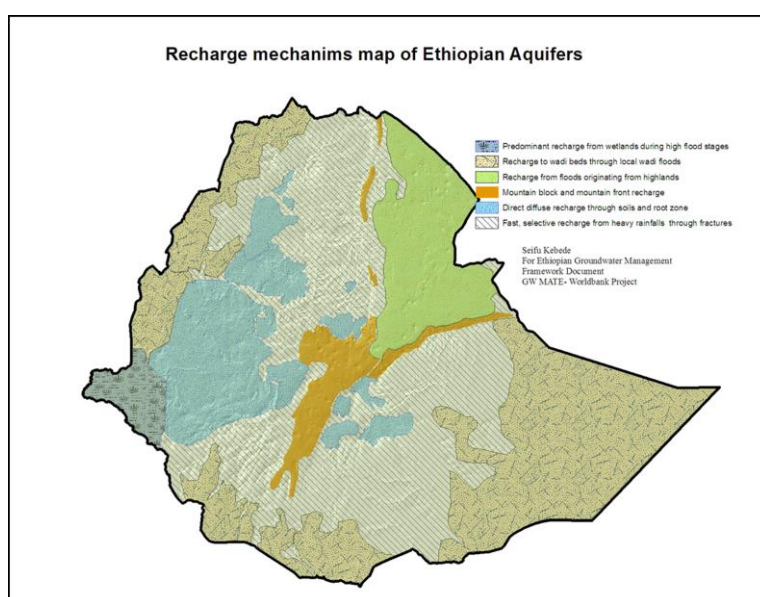 Recharge mechanims map of Ethiopian Aquifers
Predominant recharge from wetlands during high flood stages
Recharge to wadi beds through local wadi floods
Recharge from floods originating from highlands
Mountain block and mountain front recharge
Direct diffuse recharge through soils and root zone
Fast, selective recharge from heavy rainfalls through fractures
Seifu Kebede
For Ethiopian Groundwater Management
Framework Document
GW MATE- Worldbank Project